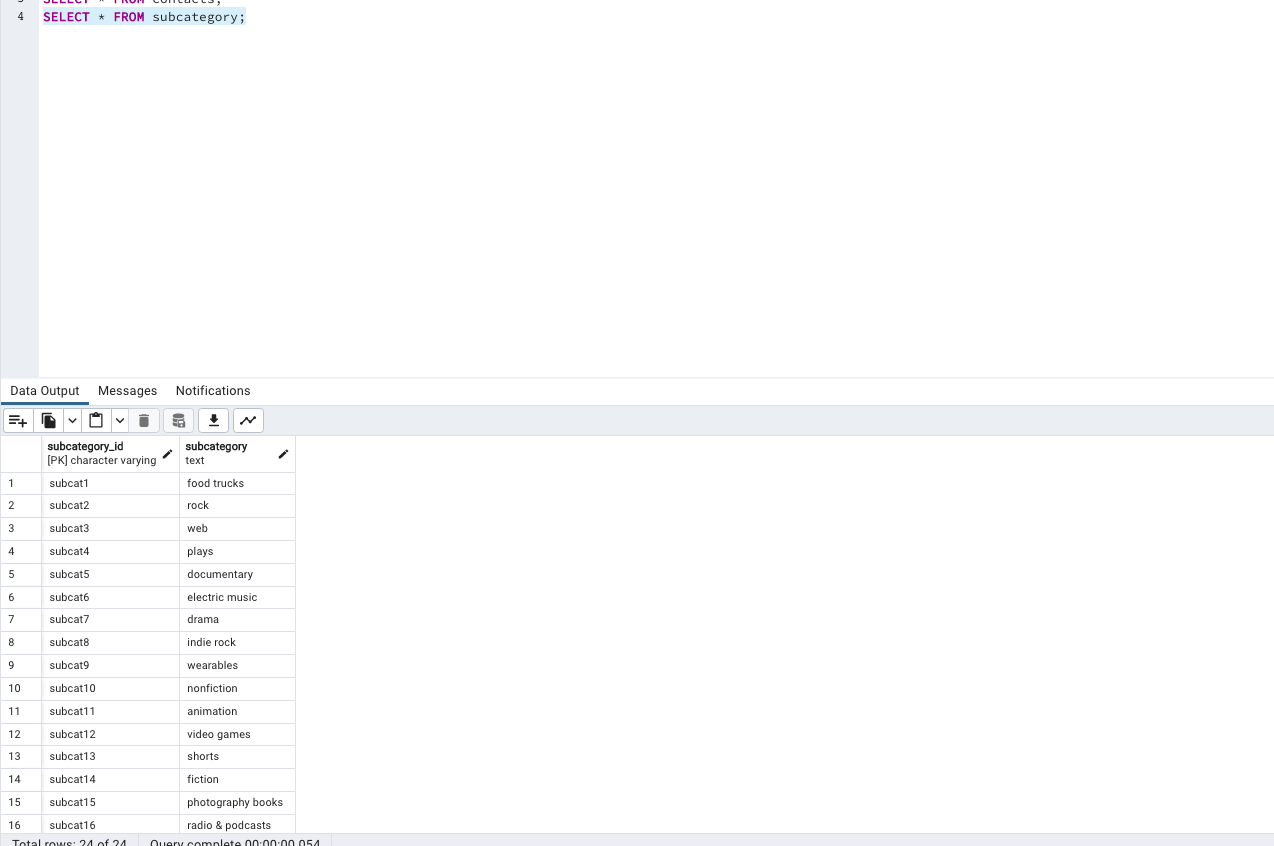 3 SELECT * FROM contacts;
4 SELECT * FROM subcategory;
Data Output Messages Notifications
subcategory_id subcategory
[PK] character varying text
1 subcat1 food trucks
2 subcat2 rock
3 subcat3 web
4 subcat4 plays
5 subcat5 documentary
6 subcat6 electric music
7 subcat7 drama
8 subcat8 indie rock
9 subcat9 wearables
10 subcat10 nonfiction
11 subcat11 animation
12 subcat12 video games
13 subcat13 shorts
14 subcat14 fiction
15 subcat15 photography books
16 subcat16 radio & podcasts
Total rows: 24 of 24 Query complete 00:00:00.054